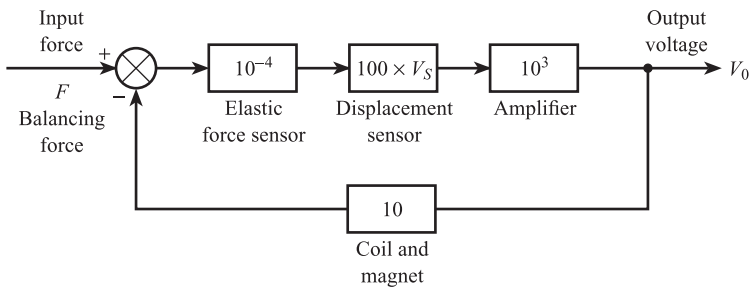 Input
force
+
F
−
Balancing
force
10⁻⁴
Elastic
force sensor
100 × V_S
Displacement
sensor
10³
Amplifier
Output
voltage
V₀
10
Coil and
magnet